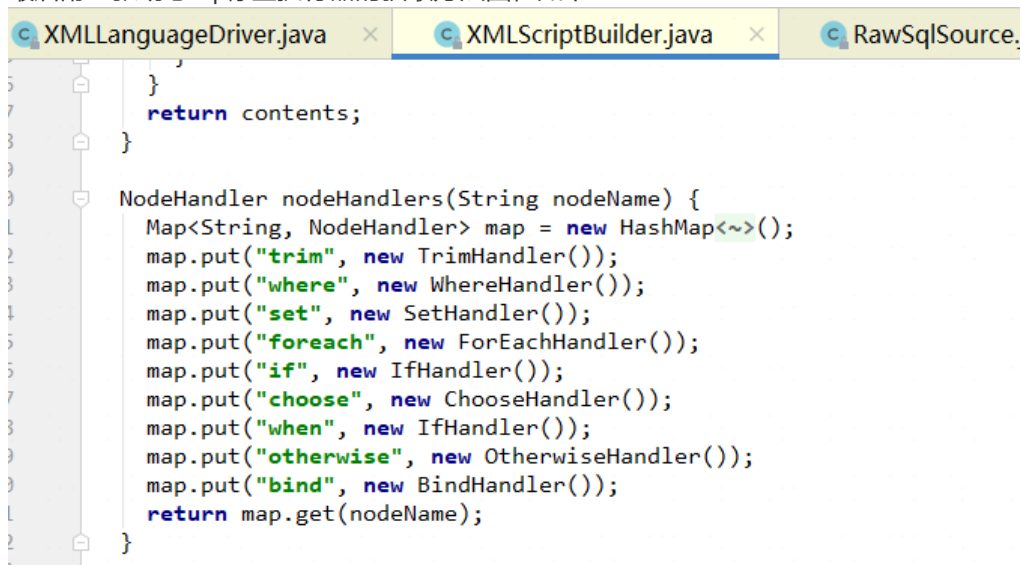 XMLLanguageDriver.java × XMLScriptBuilder.java × RawSqlSource.
}
}
return contents;
}
NodeHandler nodeHandlers(String nodeName) {
Map<String, NodeHandler> map = new HashMap<~>();
map.put("trim", new TrimHandler());
map.put("where", new WhereHandler());
map.put("set", new SetHandler());
map.put("foreach", new ForEachHandler());
map.put("if", new IfHandler());
map.put("choose", new ChooseHandler());
map.put("when", new IfHandler());
map.put("otherwise", new OtherwiseHandler());
map.put("bind", new BindHandler());
return map.get(nodeName);
}